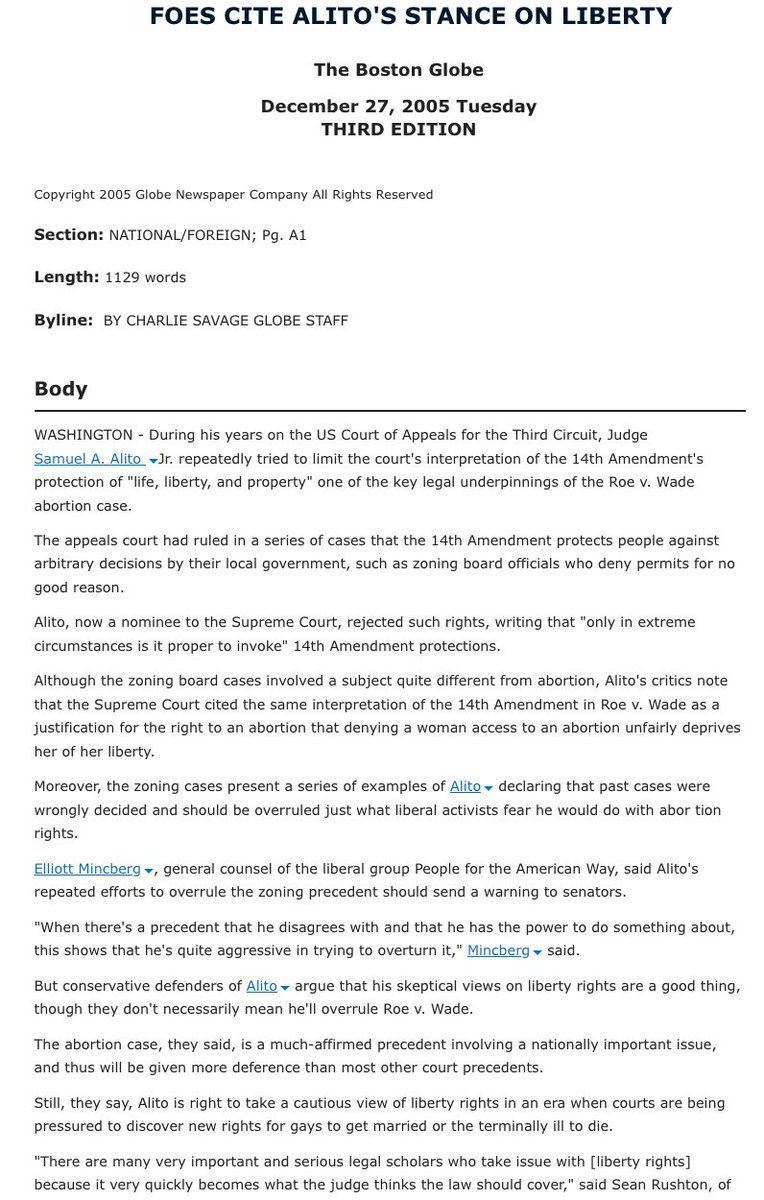 FOES CITE ALITO'S STANCE ON LIBERTY
The Boston Globe
December 27, 2005 Tuesday
THIRD EDITION
Copyright 2005 Globe Newspaper Company All Rights Reserved
Section: NATIONAL/FOREIGN; Pg. A1
Length: 1129 words
Byline: BY CHARLIE SAVAGE GLOBE STAFF
Body
WASHINGTON - During his years on the US Court of Appeals for the Third Circuit, Judge
Samuel A. Alito Jr. repeatedly tried to limit the court's interpretation of the 14th Amendment's
protection of "life, liberty, and property" one of the key legal underpinnings of the Roe v. Wade
abortion case.
The appeals court had ruled in a series of cases that the 14th Amendment protects people against
arbitrary decisions by their local government, such as zoning board officials who deny permits for no
good reason.
Alito, now a nominee to the Supreme Court, rejected such rights, writing that "only in extreme
circumstances is it proper to invoke" 14th Amendment protections.
Although the zoning board cases involved a subject quite different from abortion, Alito's critics note
that the Supreme Court cited the same interpretation of the 14th Amendment in Roe v. Wade as a
justification for the right to an abortion that denying a woman access to an abortion unfairly deprives
her of her liberty.
Moreover, the zoning cases present a series of examples of Alito declaring that past cases were
wrongly decided and should be overruled just what liberal activists fear he would do with abor tion
rights.
Elliott Mincberg, general counsel of the liberal group People for the American Way, said Alito's
repeated efforts to overrule the zoning precedent should send a warning to senators.
"When there's a precedent that he disagrees with and that he has the power to do something about,
this shows that he's quite aggressive in trying to overturn it," Mincberg said.
But conservative defenders of Alito argue that his skeptical views on liberty rights are a good thing,
though they don't necessarily mean he'll overrule Roe v. Wade.
The abortion case, they said, is a much-affirmed precedent involving a nationally important issue,
and thus will be given more deference than most other court precedents.
Still, they say, Alito is right to take a cautious view of liberty rights in an era when courts are being
pressured to discover new rights for gays to get married or the terminally ill to die.
"There are many very important and serious legal scholars who take issue with [liberty rights]
because it very quickly becomes what the judge thinks the law should cover," said Sean Rushton, of